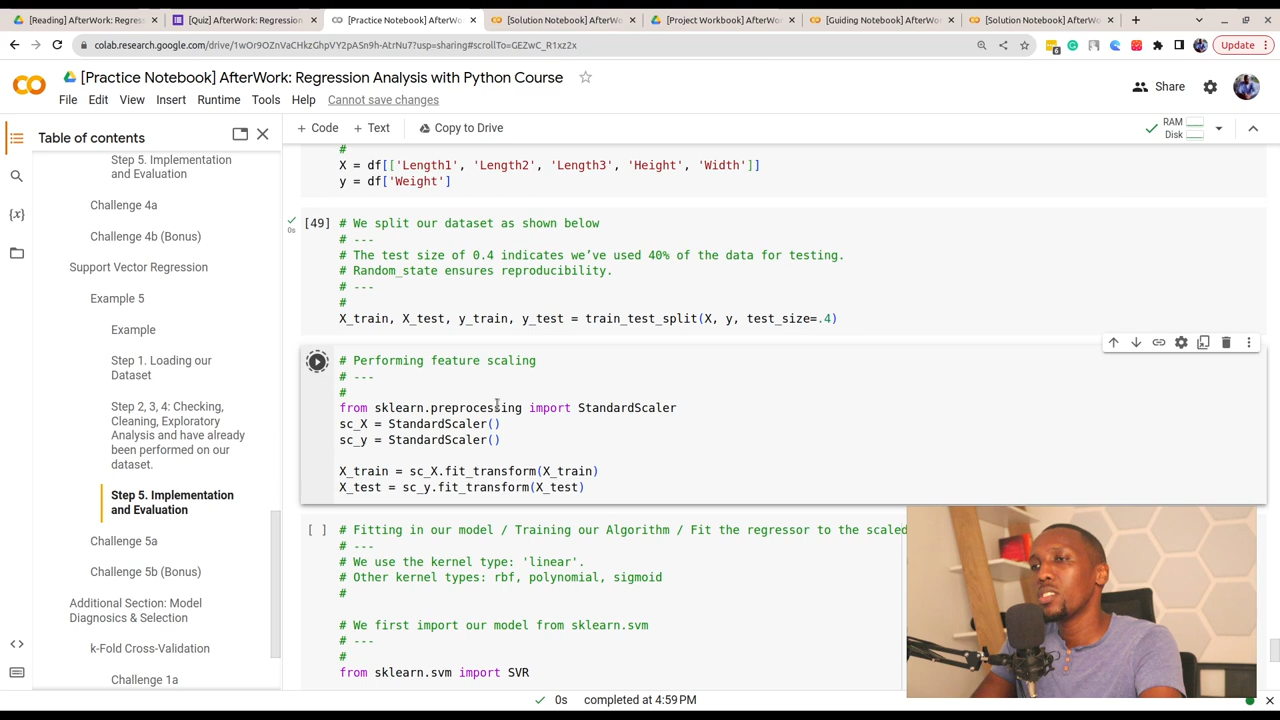 [Reading] AfterWork: Regress
[Quiz] AfterWork: Regression
[Practice Notebook] AfterWo
[Solution Notebook] AfterWo
[Project Workbook] AfterWo
[Guiding Notebook] AfterWo
[Solution Notebook] AfterWo
colab.research.google.com/drive/1wOr9OZnVaCHkzGhpVY2pASn9h-AtrNu7?usp=sharing#scrollTo=GEZwC_R1xz2x
6
Update
[Practice Notebook] AfterWork: Regression Analysis with Python Course
File Edit View Insert Runtime Tools Help Cannot save changes
Share
Table of contents
+ Code + Text Copy to Drive
RAM
Disk
Step 5. Implementation
and Evaluation
Challenge 4a
Challenge 4b (Bonus)
Support Vector Regression
Example 5
Example
Step 1. Loading our
Dataset
Step 2, 3, 4: Checking,
Cleaning, Exploratory
Analysis and have already
been performed on our
dataset.
Step 5. Implementation
and Evaluation
Challenge 5a
Challenge 5b (Bonus)
Additional Section: Model
Diagnostics & Selection
k-Fold Cross-Validation
Challenge 1a
#
X = df[['Length1', 'Length2', 'Length3', 'Height', 'Width']]
y = df['Weight']
[49] # We split our dataset as shown below
0s
# ---
# The test size of 0.4 indicates we’ve used 40% of the data for testing.
# Random_state ensures reproducibility.
# ---
#
X_train, X_test, y_train, y_test = train_test_split(X, y, test_size=.4)
# Performing feature scaling
# ---
#
from sklearn.preprocessing import StandardScaler
sc_X = StandardScaler()
sc_y = StandardScaler()
X_train = sc_X.fit_transform(X_train)
X_test = sc_y.fit_transform(X_test)
[ ] # Fitting in our model / Training our Algorithm / Fit the regressor to the scaled
# ---
# We use the kernel type: 'linear'.
# Other kernel types: rbf, polynomial, sigmoid
#
# We first import our model from sklearn.svm
# ---
#
from sklearn.svm import SVR
0s completed at 4:59 PM